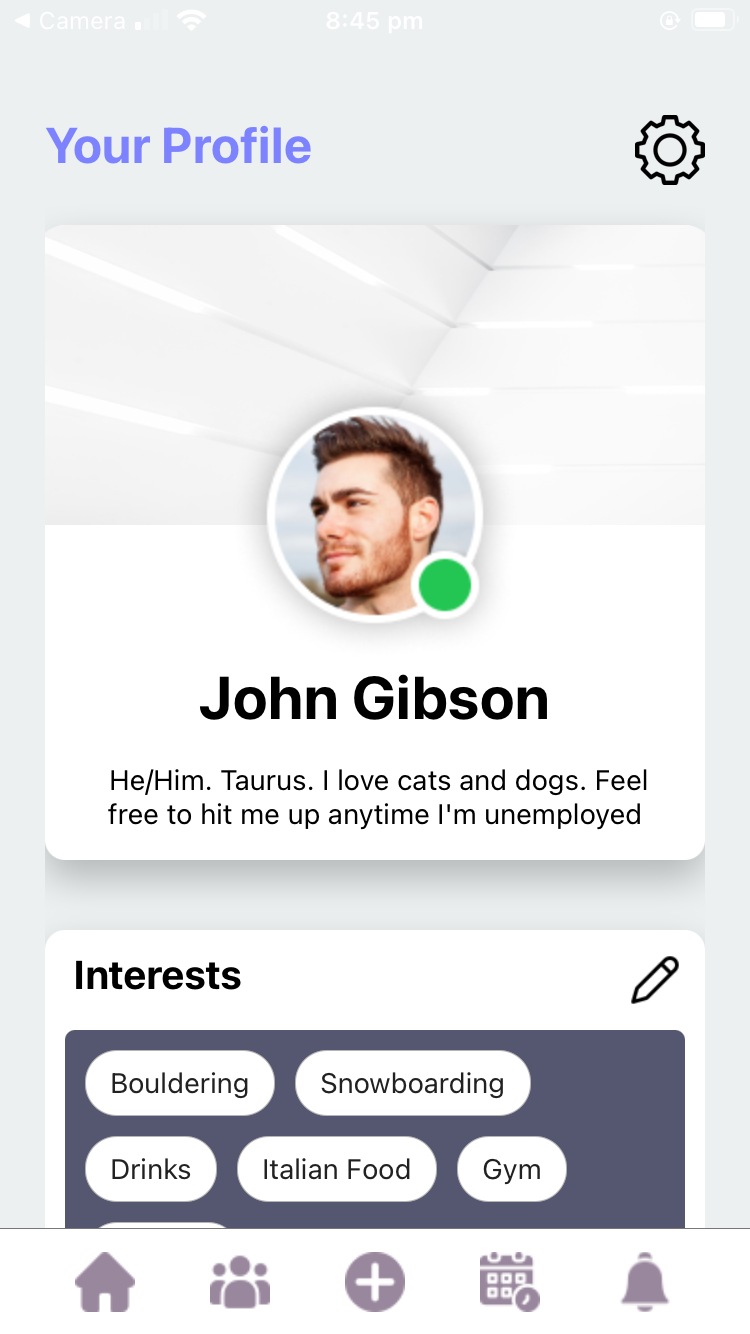 Camera
8:45 pm
Your Profile
John Gibson
He/Him. Taurus. I love cats and dogs. Feel
free to hit me up anytime I'm unemployed
Interests
Bouldering Snowboarding
Drinks Italian Food Gym